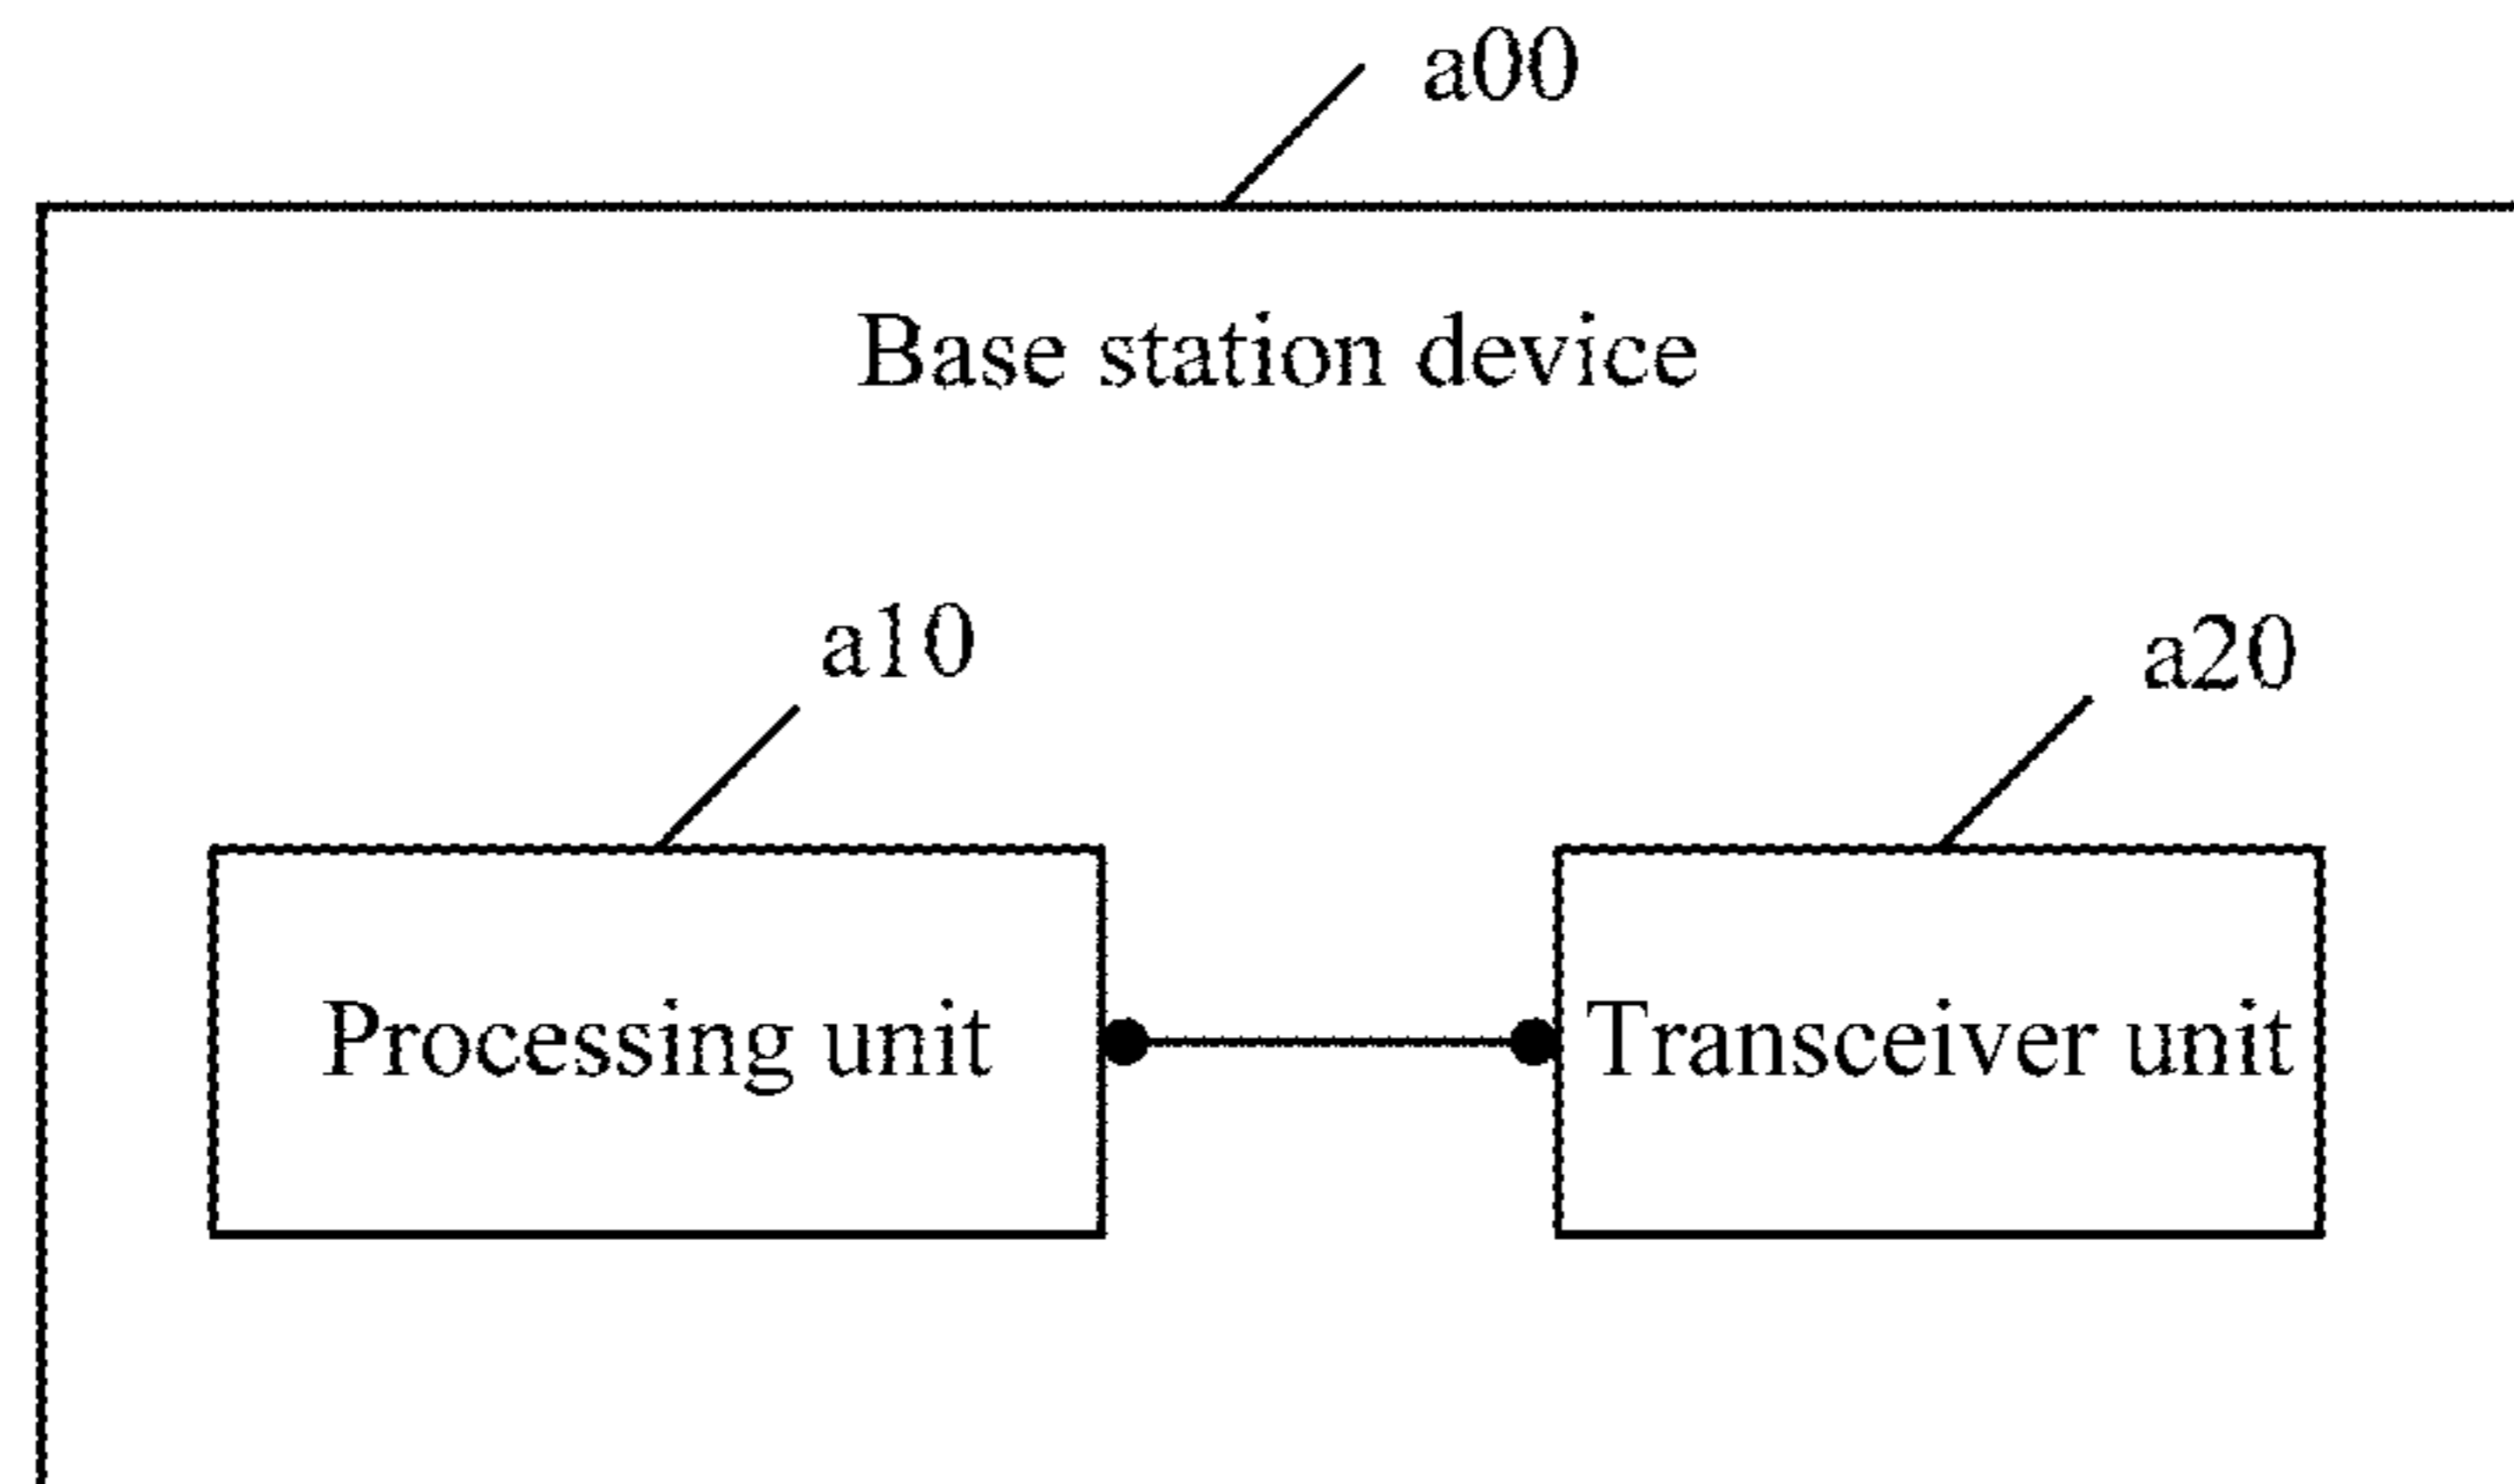 a00
Base station device
a10
a20
Processing unit
Transceiver unit